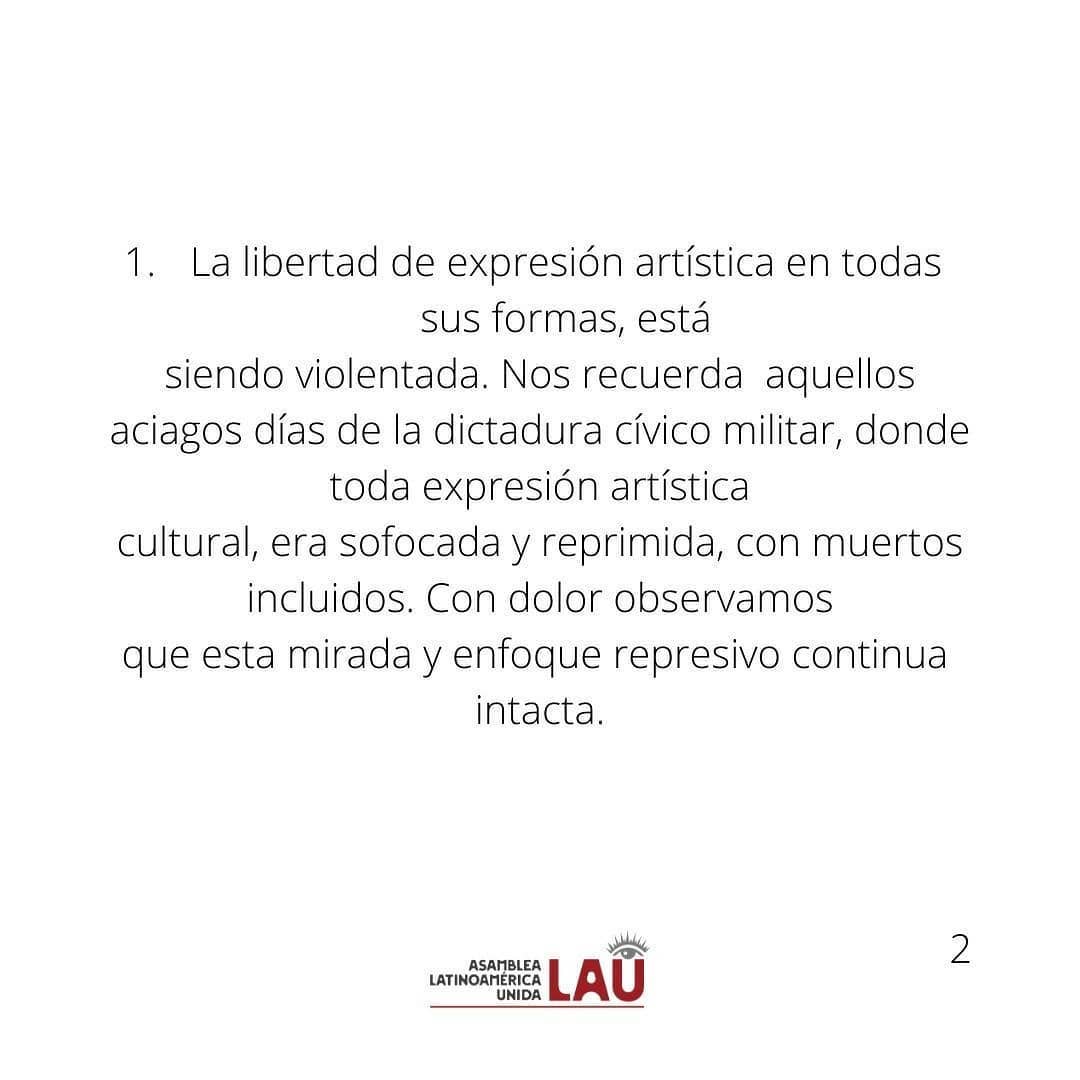 1. La libertad de expresión artística en todas
sus formas, está
siendo violentada. Nos recuerda aquellos
aciagos días de la dictadura cívico militar, donde
toda expresión artística
cultural, era sofocada y reprimida, con muertos
incluidos. Con dolor observamos
que esta mirada y enfoque represivo continua
intacta.
2
ASAMBLEA
LATINOAMÉRICA
UNIDA
LAU